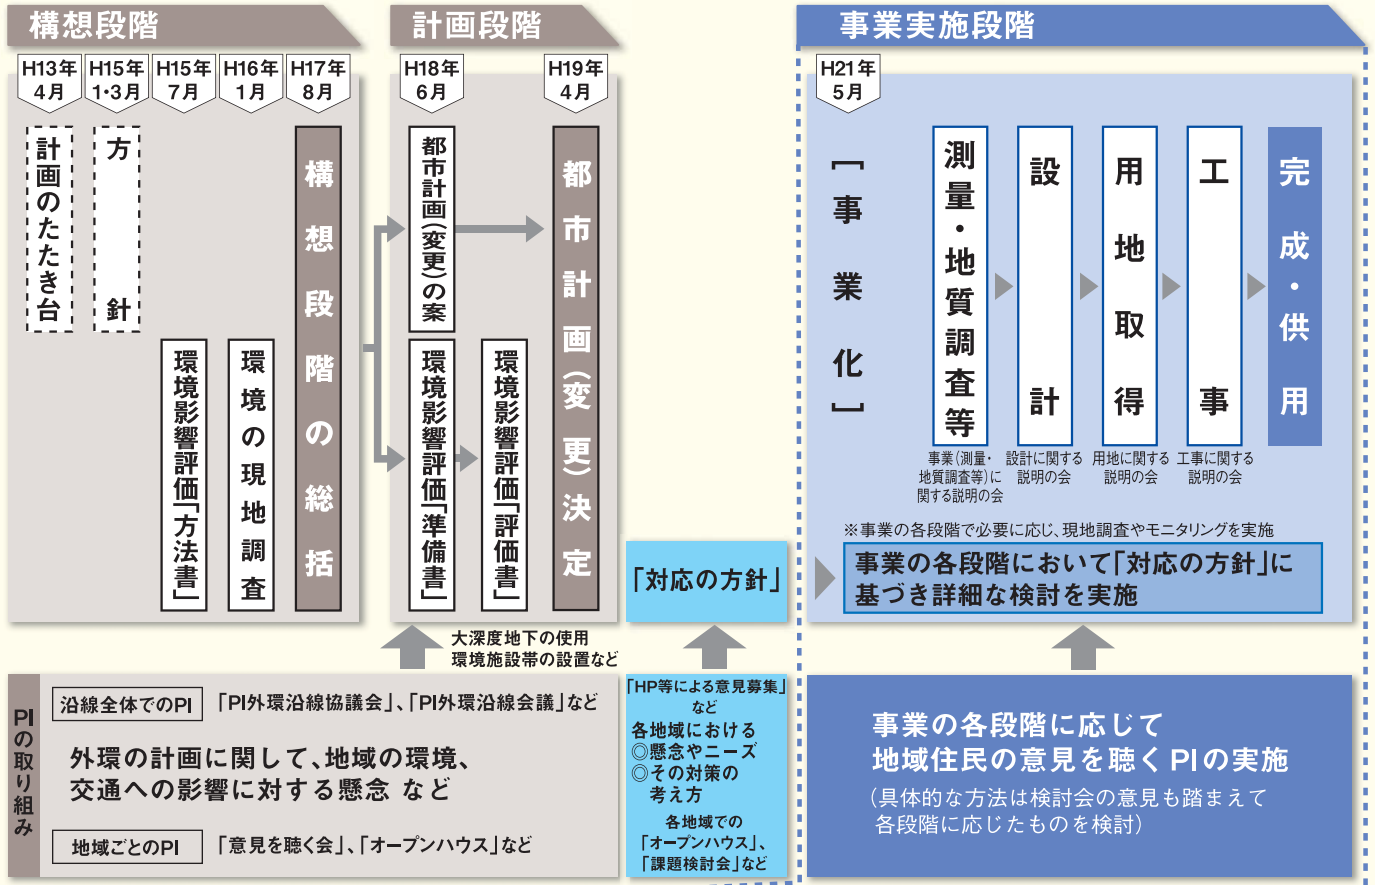 構想段階
H13年
4月
H15年
1・3月
H15年
7月
H16年
1月
H17年
8月
計画のたたき台
方針
環境影響評価「方法書」
環境の現地調査
構想段階の総括
計画段階
H18年
6月
H19年
4月
都市計画(変更)の案
環境影響評価「準備書」
環境影響評価「評価書」
都市計画(変更)決定
大深度地下の使用
環境施設帯の設置など
「対応の方針」
事業実施段階
H21年
5月
[事業化]
測量・地質調査等
設計
用地取得
工事
完成・供用
事業(測量・
地質調査等)に
関する説明の会
設計に関する
説明の会
用地に関する
説明の会
工事に関する
説明の会
※事業の各段階で必要に応じ、現地調査やモニタリングを実施
事業の各段階において「対応の方針」に
基づき詳細な検討を実施
PIの取り組み
沿線全体でのPI
「PI外環沿線協議会」、「PI外環沿線会議」など
外環の計画に関して、地域の環境、
交通への影響に対する懸念 など
地域ごとのPI
「意見を聴く会」、「オープンハウス」など
「HP等による意見募集」
など
各地域における
◎懸念やニーズ
◎その対策の
考え方
各地域での
「オープンハウス」、
「課題検討会」など
事業の各段階に応じて
地域住民の意見を聴くPIの実施
(具体的な方法は検討会の意見も踏まえて
各段階に応じたものを検討)